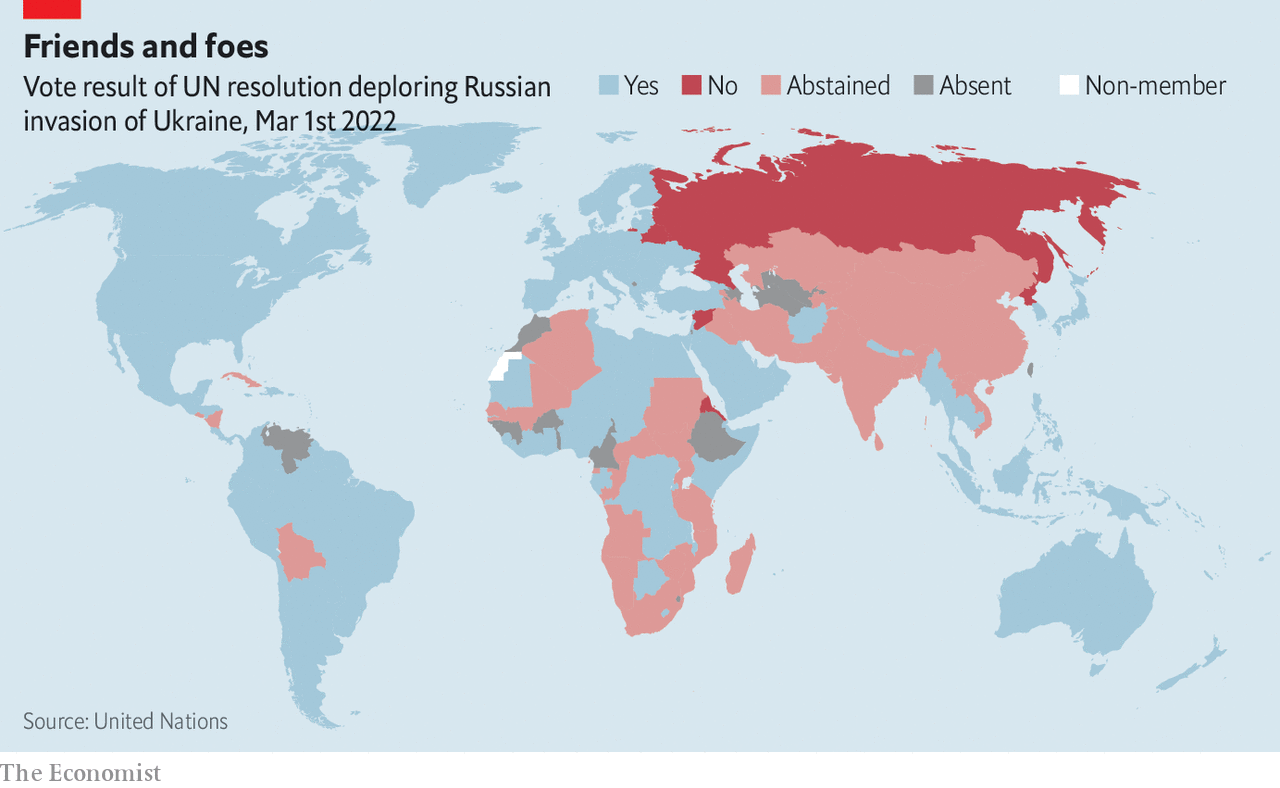 Friends and foes
Vote result of UN resolution deploring Russian
invasion of Ukraine, Mar 1st 2022
Yes No Abstained Absent Non-member
Source: United Nations
The Economist